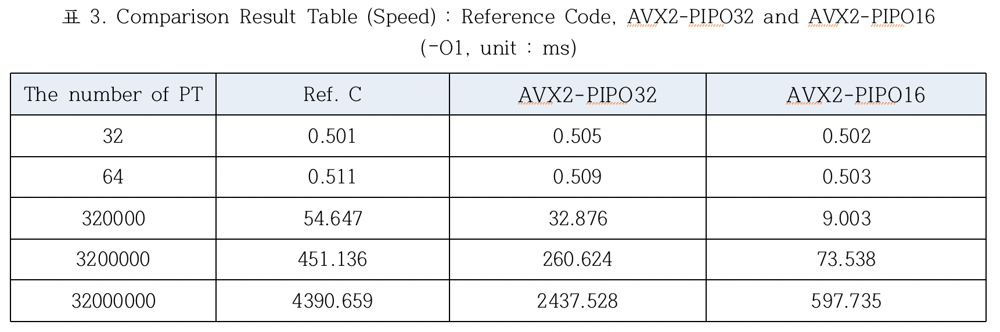 표 3. Comparison Result Table (Speed) : Reference Code, AVX2-PIPO32 and AVX2-PIPO16
(-O1, unit : ms)
The number of PT Ref. C AVX2-PIPO32 AVX2-PIPO16
32 0.501 0.505 0.502
64 0.511 0.509 0.503
320000 54.647 32.876 9.003
3200000 451.136 260.624 73.538
32000000 4390.659 2437.528 597.735